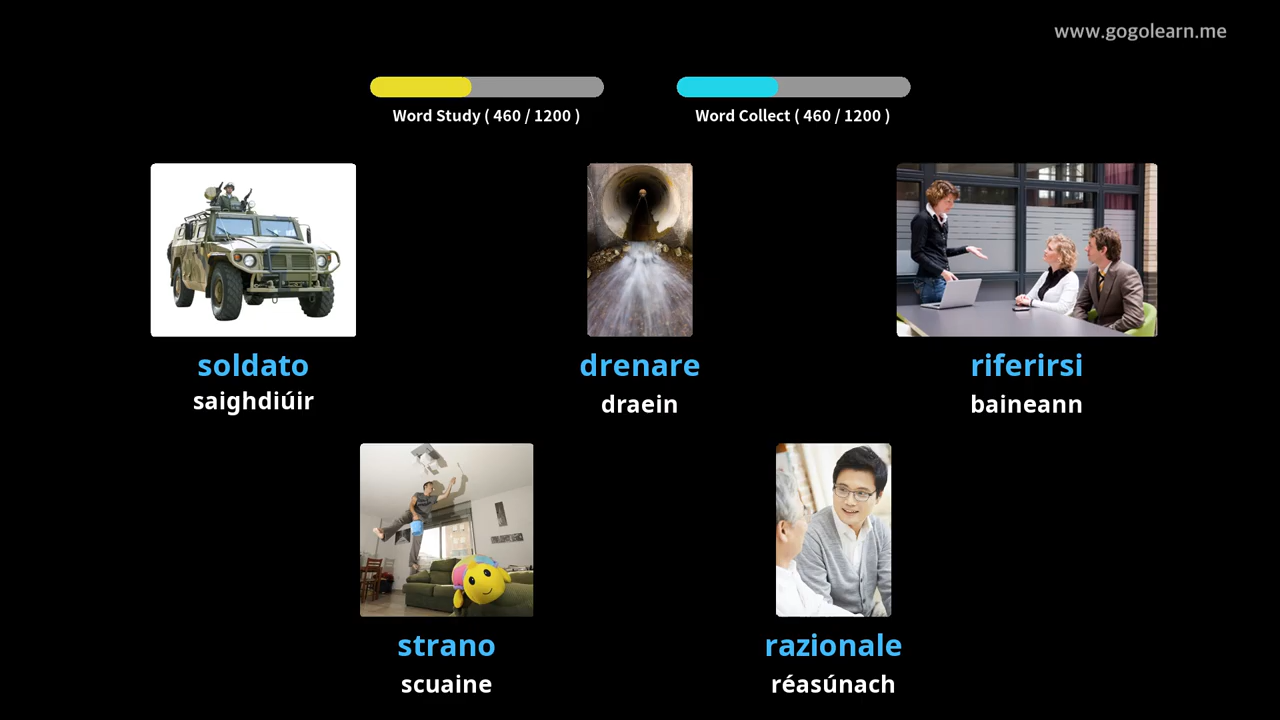 www.gogolearn.me
Word Study ( 460 / 1200 )
Word Collect ( 460 / 1200 )
soldato
saighdiúir
drenare
draein
riferirsi
baineann
strano
scuaine
razionale
réasúnach